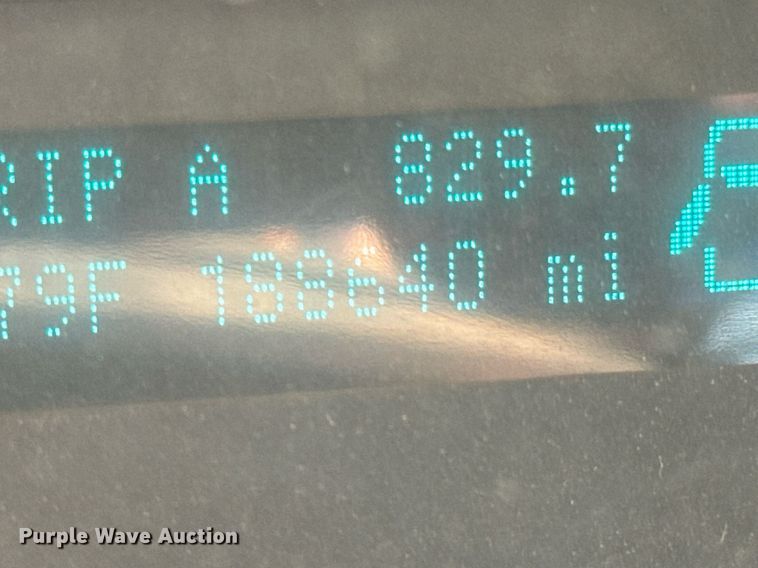 RIP A 829.7
79F 188640 mi
Purple Wave Auction